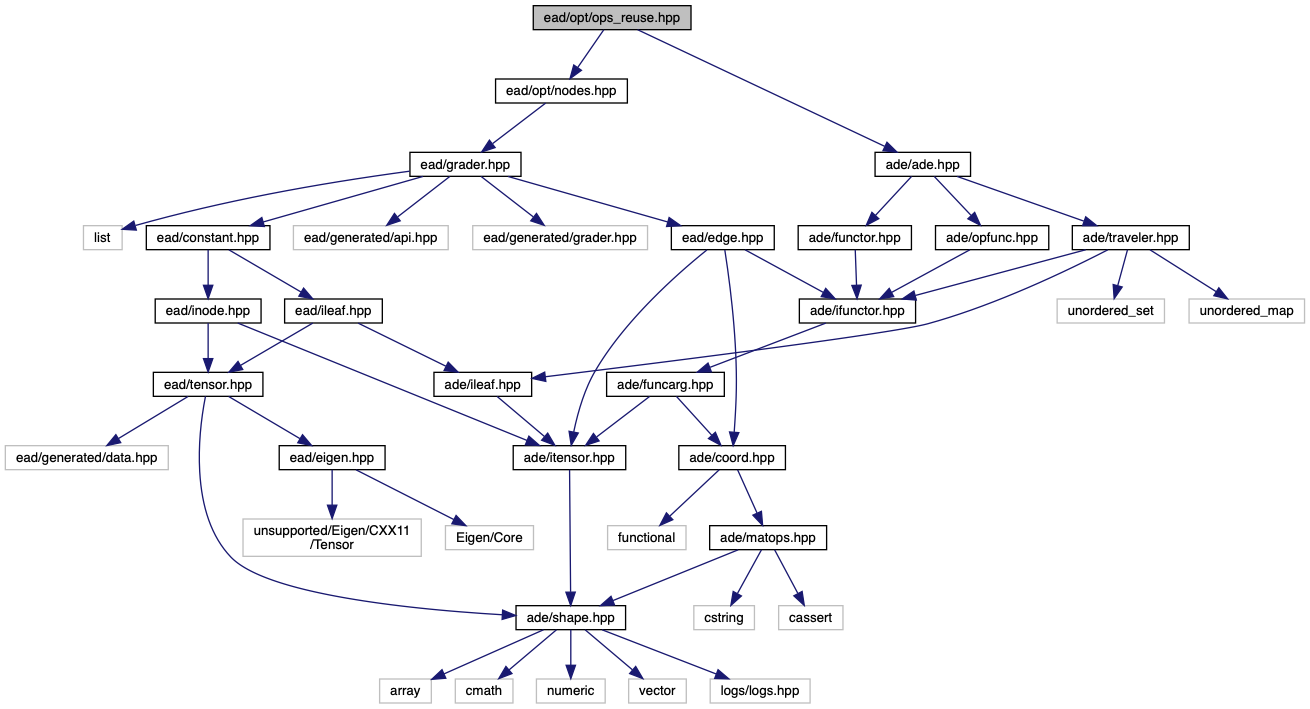 ead/opt/ops_reuse.hpp
ead/opt/nodes.hpp
ead/grader.hpp
ade/ade.hpp
list
ead/constant.hpp
ead/generated/api.hpp
ead/generated/grader.hpp
ead/edge.hpp
ade/functor.hpp
ade/opfunc.hpp
ade/traveler.hpp
ead/inode.hpp
ead/ileaf.hpp
ade/ifunctor.hpp
unordered_set
unordered_map
ead/tensor.hpp
ade/ileaf.hpp
ade/funcarg.hpp
ead/generated/data.hpp
ead/eigen.hpp
ade/itensor.hpp
ade/coord.hpp
unsupported/Eigen/CXX11
/Tensor
Eigen/Core
functional
ade/matops.hpp
ade/shape.hpp
cstring
cassert
array
cmath
numeric
vector
logs/logs.hpp